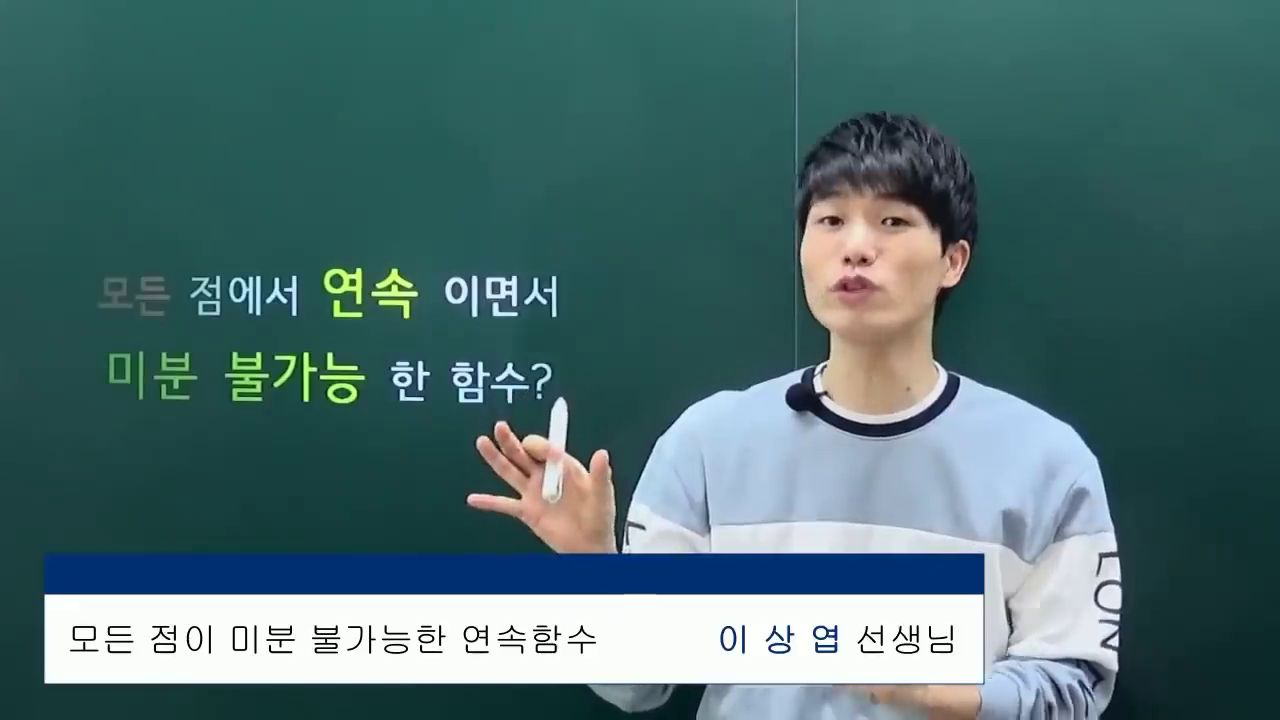 모든 점에서 연속 이면서
미분 불가능 한 함수?
LON
모든 점이 미분 불가능한 연속함수 이 상 엽 선생님